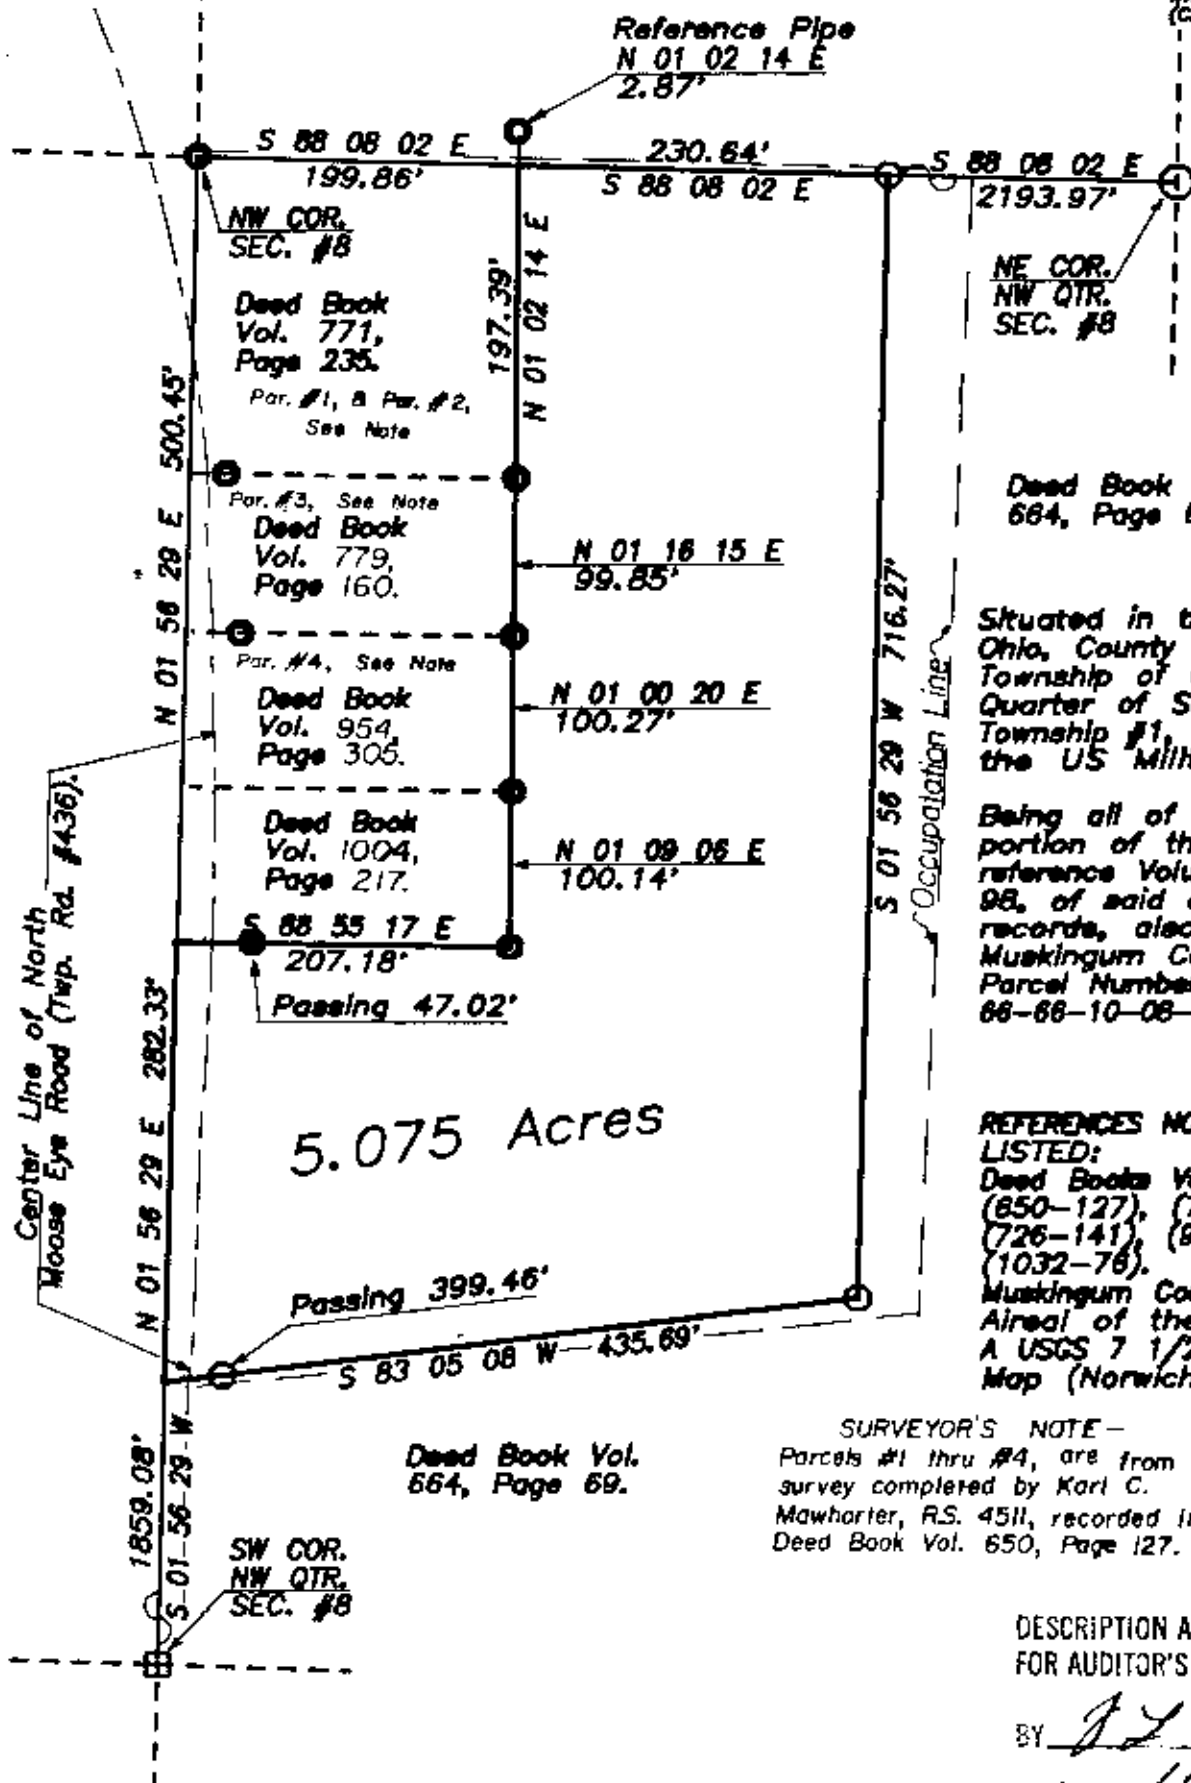 Reference Pipe
N 01 02 14 E
2.87'
S 88 08 02 E
199.86'
230.64'
S 88 08 02 E
S 88 08 02 E
2193.97'
NW COR.
SEC. #8
NE COR.
NW QTR.
SEC. #8
Deed Book
Vol. 771,
Page 235.
Par. #1, & Par. #2,
See Note
197.39'
N 01 02 14 E
N 01 56 29 E 500.45'
Par. #3, See Note
Deed Book
Vol. 779,
Page 160.
N 01 16 15 E
99.85'
Par. #4, See Note
Deed Book
Vol. 954,
Page 305.
N 01 00 20 E
100.27'
Deed Book
Vol. 1004,
Page 217.
N 01 09 06 E
100.14'
S 88 55 17 E
207.18'
Passing 47.02'
S 01 56 29 W 716.27'
Occupation Line
Center Line of North
Moose Eye Road (Twp. Rd. #436).
N 01 56 29 E 282.33'
5.075 Acres
Passing 399.46'
S 83 05 08 W 435.69'
1859.08'
S 01-56-29 W
Deed Book Vol.
664, Page 69.
SW COR.
NW QTR.
SEC. #8
Deed Book
664, Page
Situated in
Ohio, County
Township of
Quarter of
Township #1,
the US
Being all of
portion of
reference
98, of said
records,
Muskingum
Parcel
66-66-10-08-
REFERENCES
LISTED:
Deed Books
(650-127),
(726-141),
(1032-76).
Muskingum
Aireal of the
A USGS 7
Map (Norwich
SURVEYOR'S NOTE-
Parcels #1 thru #4, are from
survey completed by Karl C.
Mawhorter, R.S. 4511, recorded
Deed Book Vol. 650, Page 127.
DESCRIPTION
FOR AUDITOR'S
BY